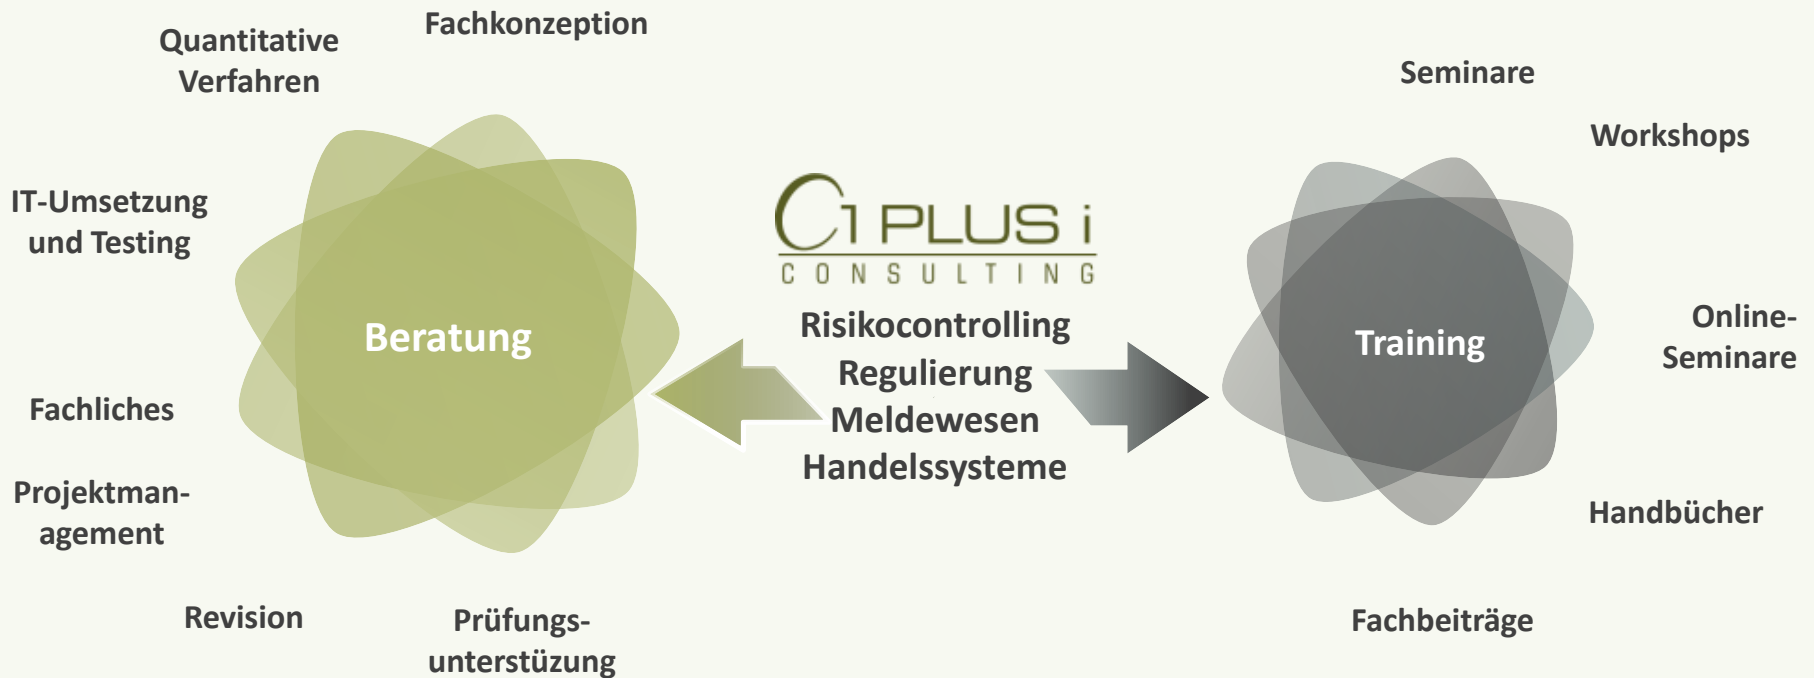 Fachkonzeption
Quantitative
Verfahren
IT-Umsetzung
und Testing
Beratung
Fachliches
Projektman-
agement
Revision
Prüfungs-
unterstüzung
1 PLUS i
CONSULTING
Risikocontrolling
Regulierung
Meldewesen
Handelssysteme
Seminare
Workshops
Training
Online-
Seminare
Handbücher
Fachbeiträge